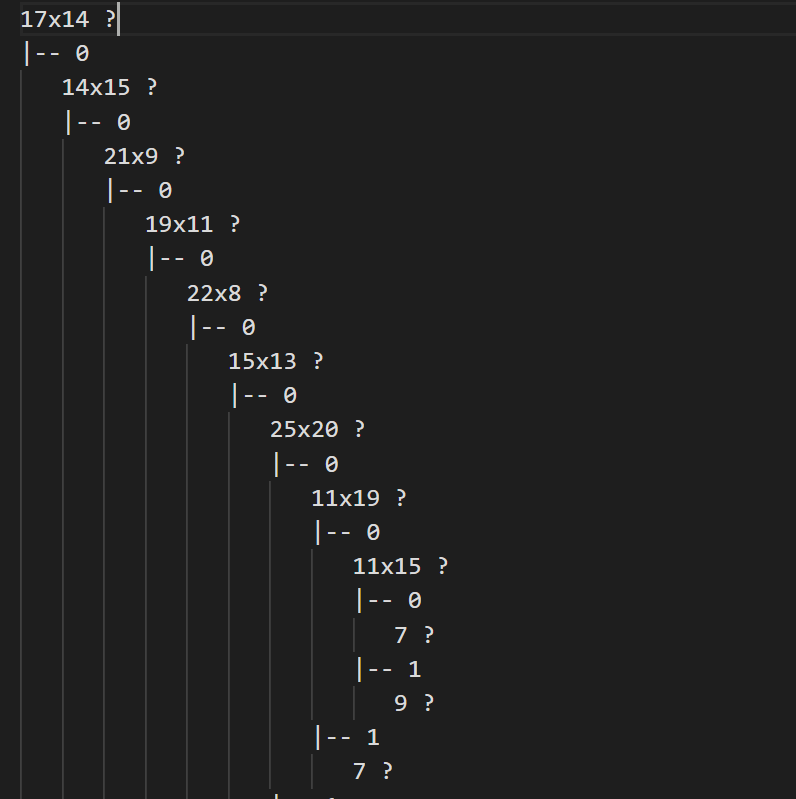 17x14 ?
|-- 0
14x15 ?
|-- 0
21x9 ?
|-- 0
19x11 ?
|-- 0
22x8 ?
|-- 0
15x13 ?
|-- 0
25x20 ?
|-- 0
11x19 ?
|-- 0
11x15 ?
|-- 0
7 ?
|-- 1
9 ?
|-- 1
7 ?